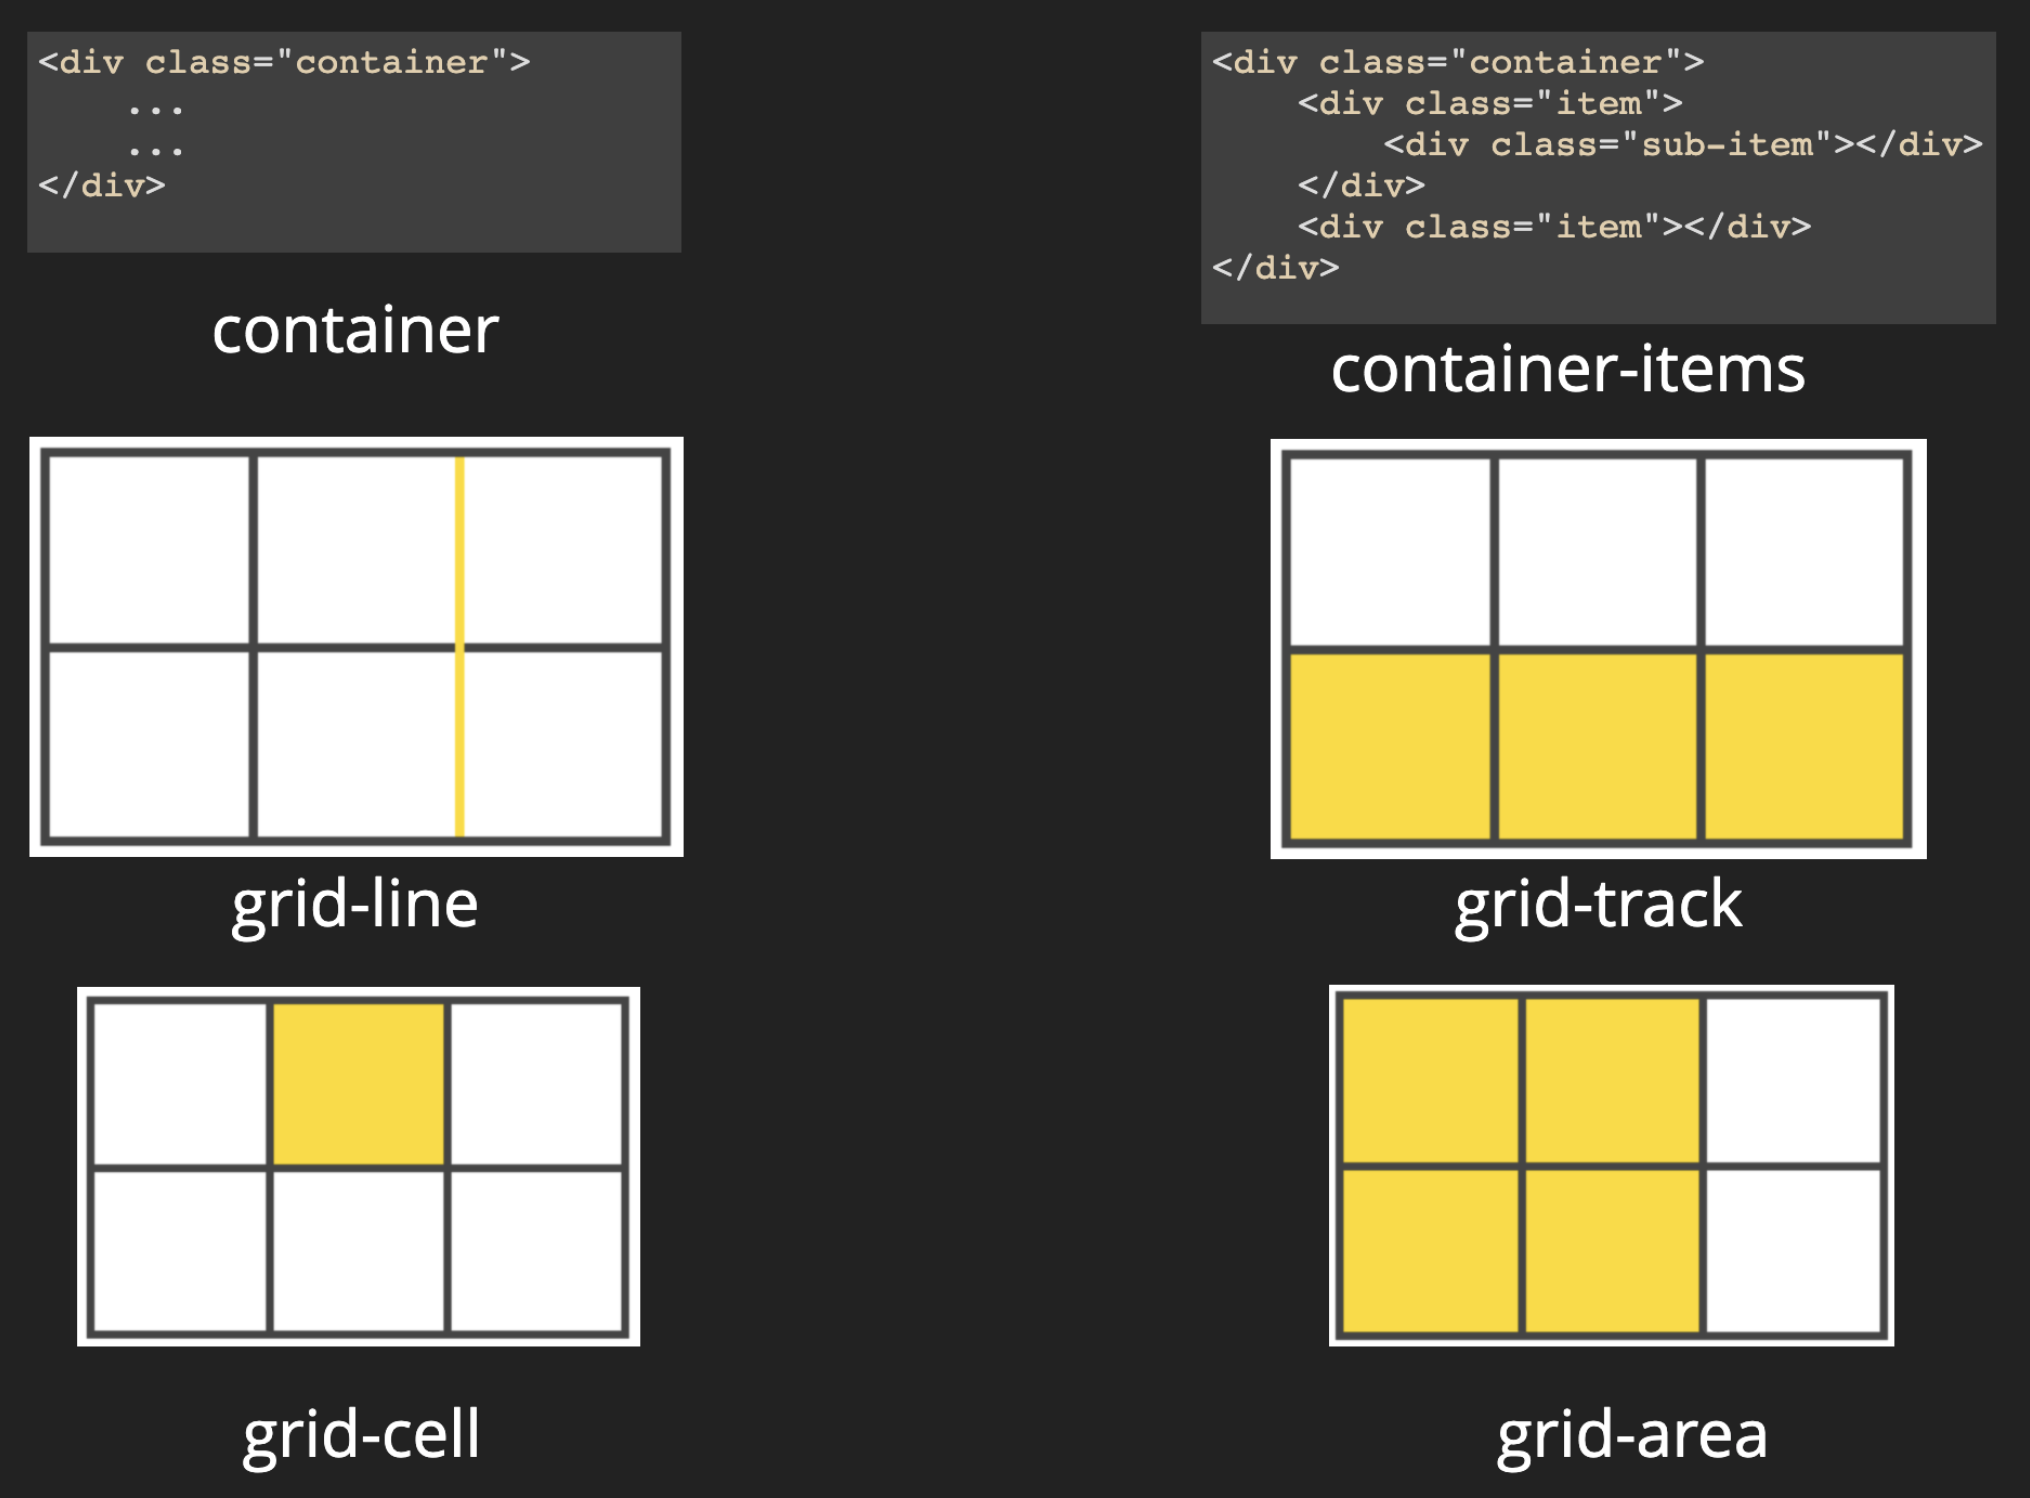 <div class="container">
...
...
</div>
container
<div class="container">
<div class="item">
<div class="sub-item"></div>
</div>
<div class="item"></div>
</div>
container-items
grid-line
grid-track
grid-cell
grid-area